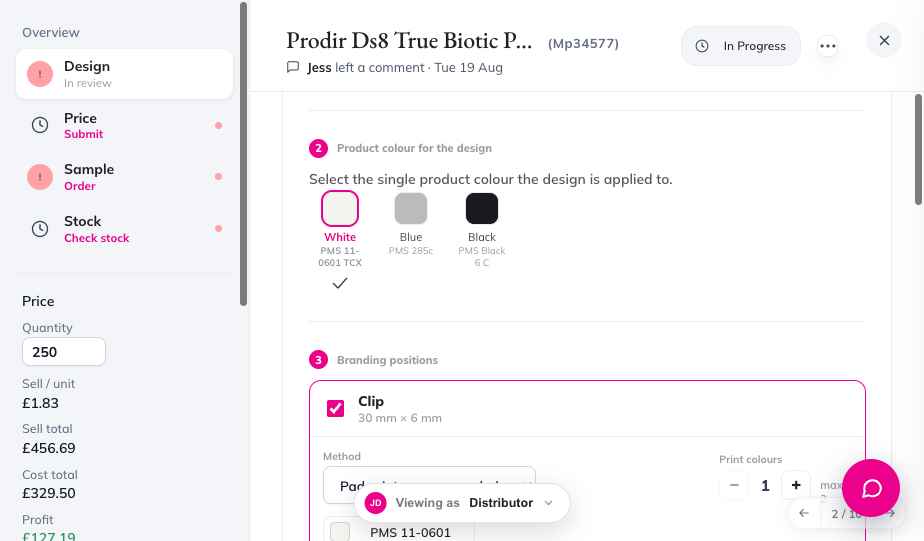 Overview
Design
In review
Price
Submit
Sample
Order
Stock
Check stock
Price
Quantity
250
Sell / unit
£1.83
Sell total
£456.69
Cost total
£329.50
Profit
£127.19
Prodir Ds8 True Biotic P... (Mp34577)
Jess left a comment · Tue 19 Aug
In Progress
2 Product colour for the design
Select the single product colour the design is applied to.
White
PMS 11-
0601 TCX
Blue
PMS 285c
Black
PMS Black
6 C
3 Branding positions
Clip
30 mm × 6 mm
Method
Print colours
1
max
JD Viewing as Distributor
2 /
PMS 11-0601